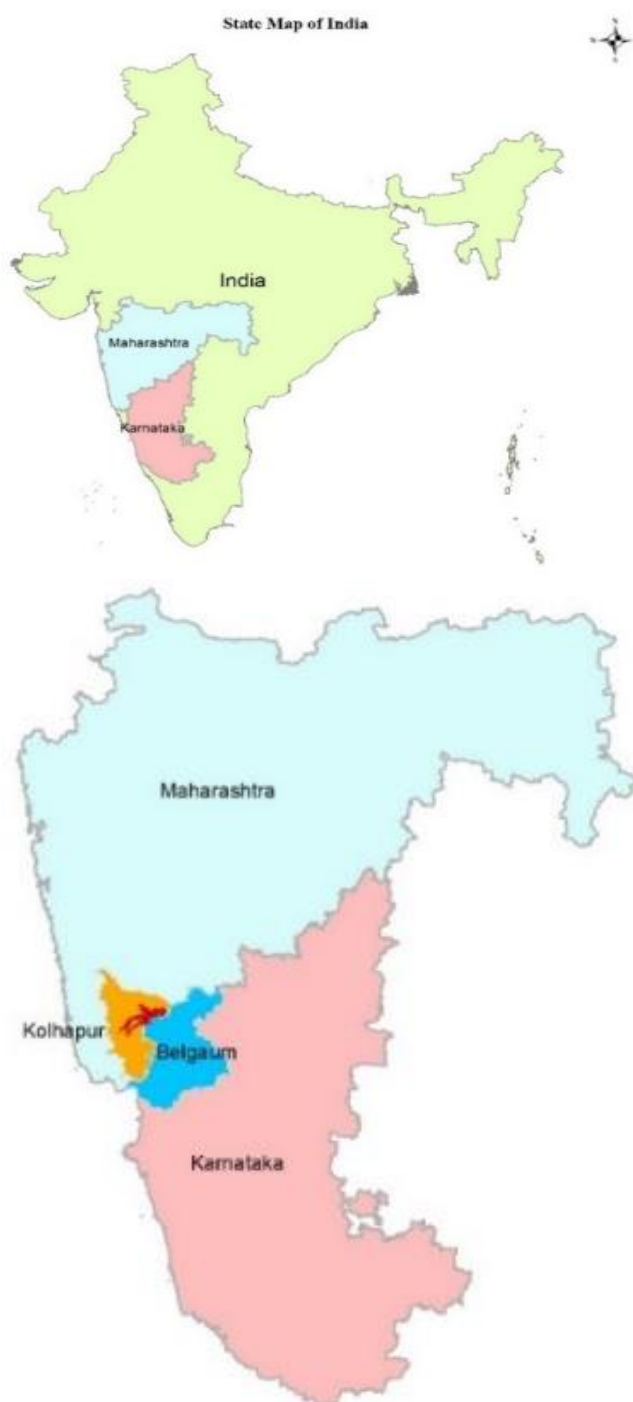 State Map of India
India
Maharashtra
Karnataka
Maharashtra
Kolhapur
Belgaum
Karnataka